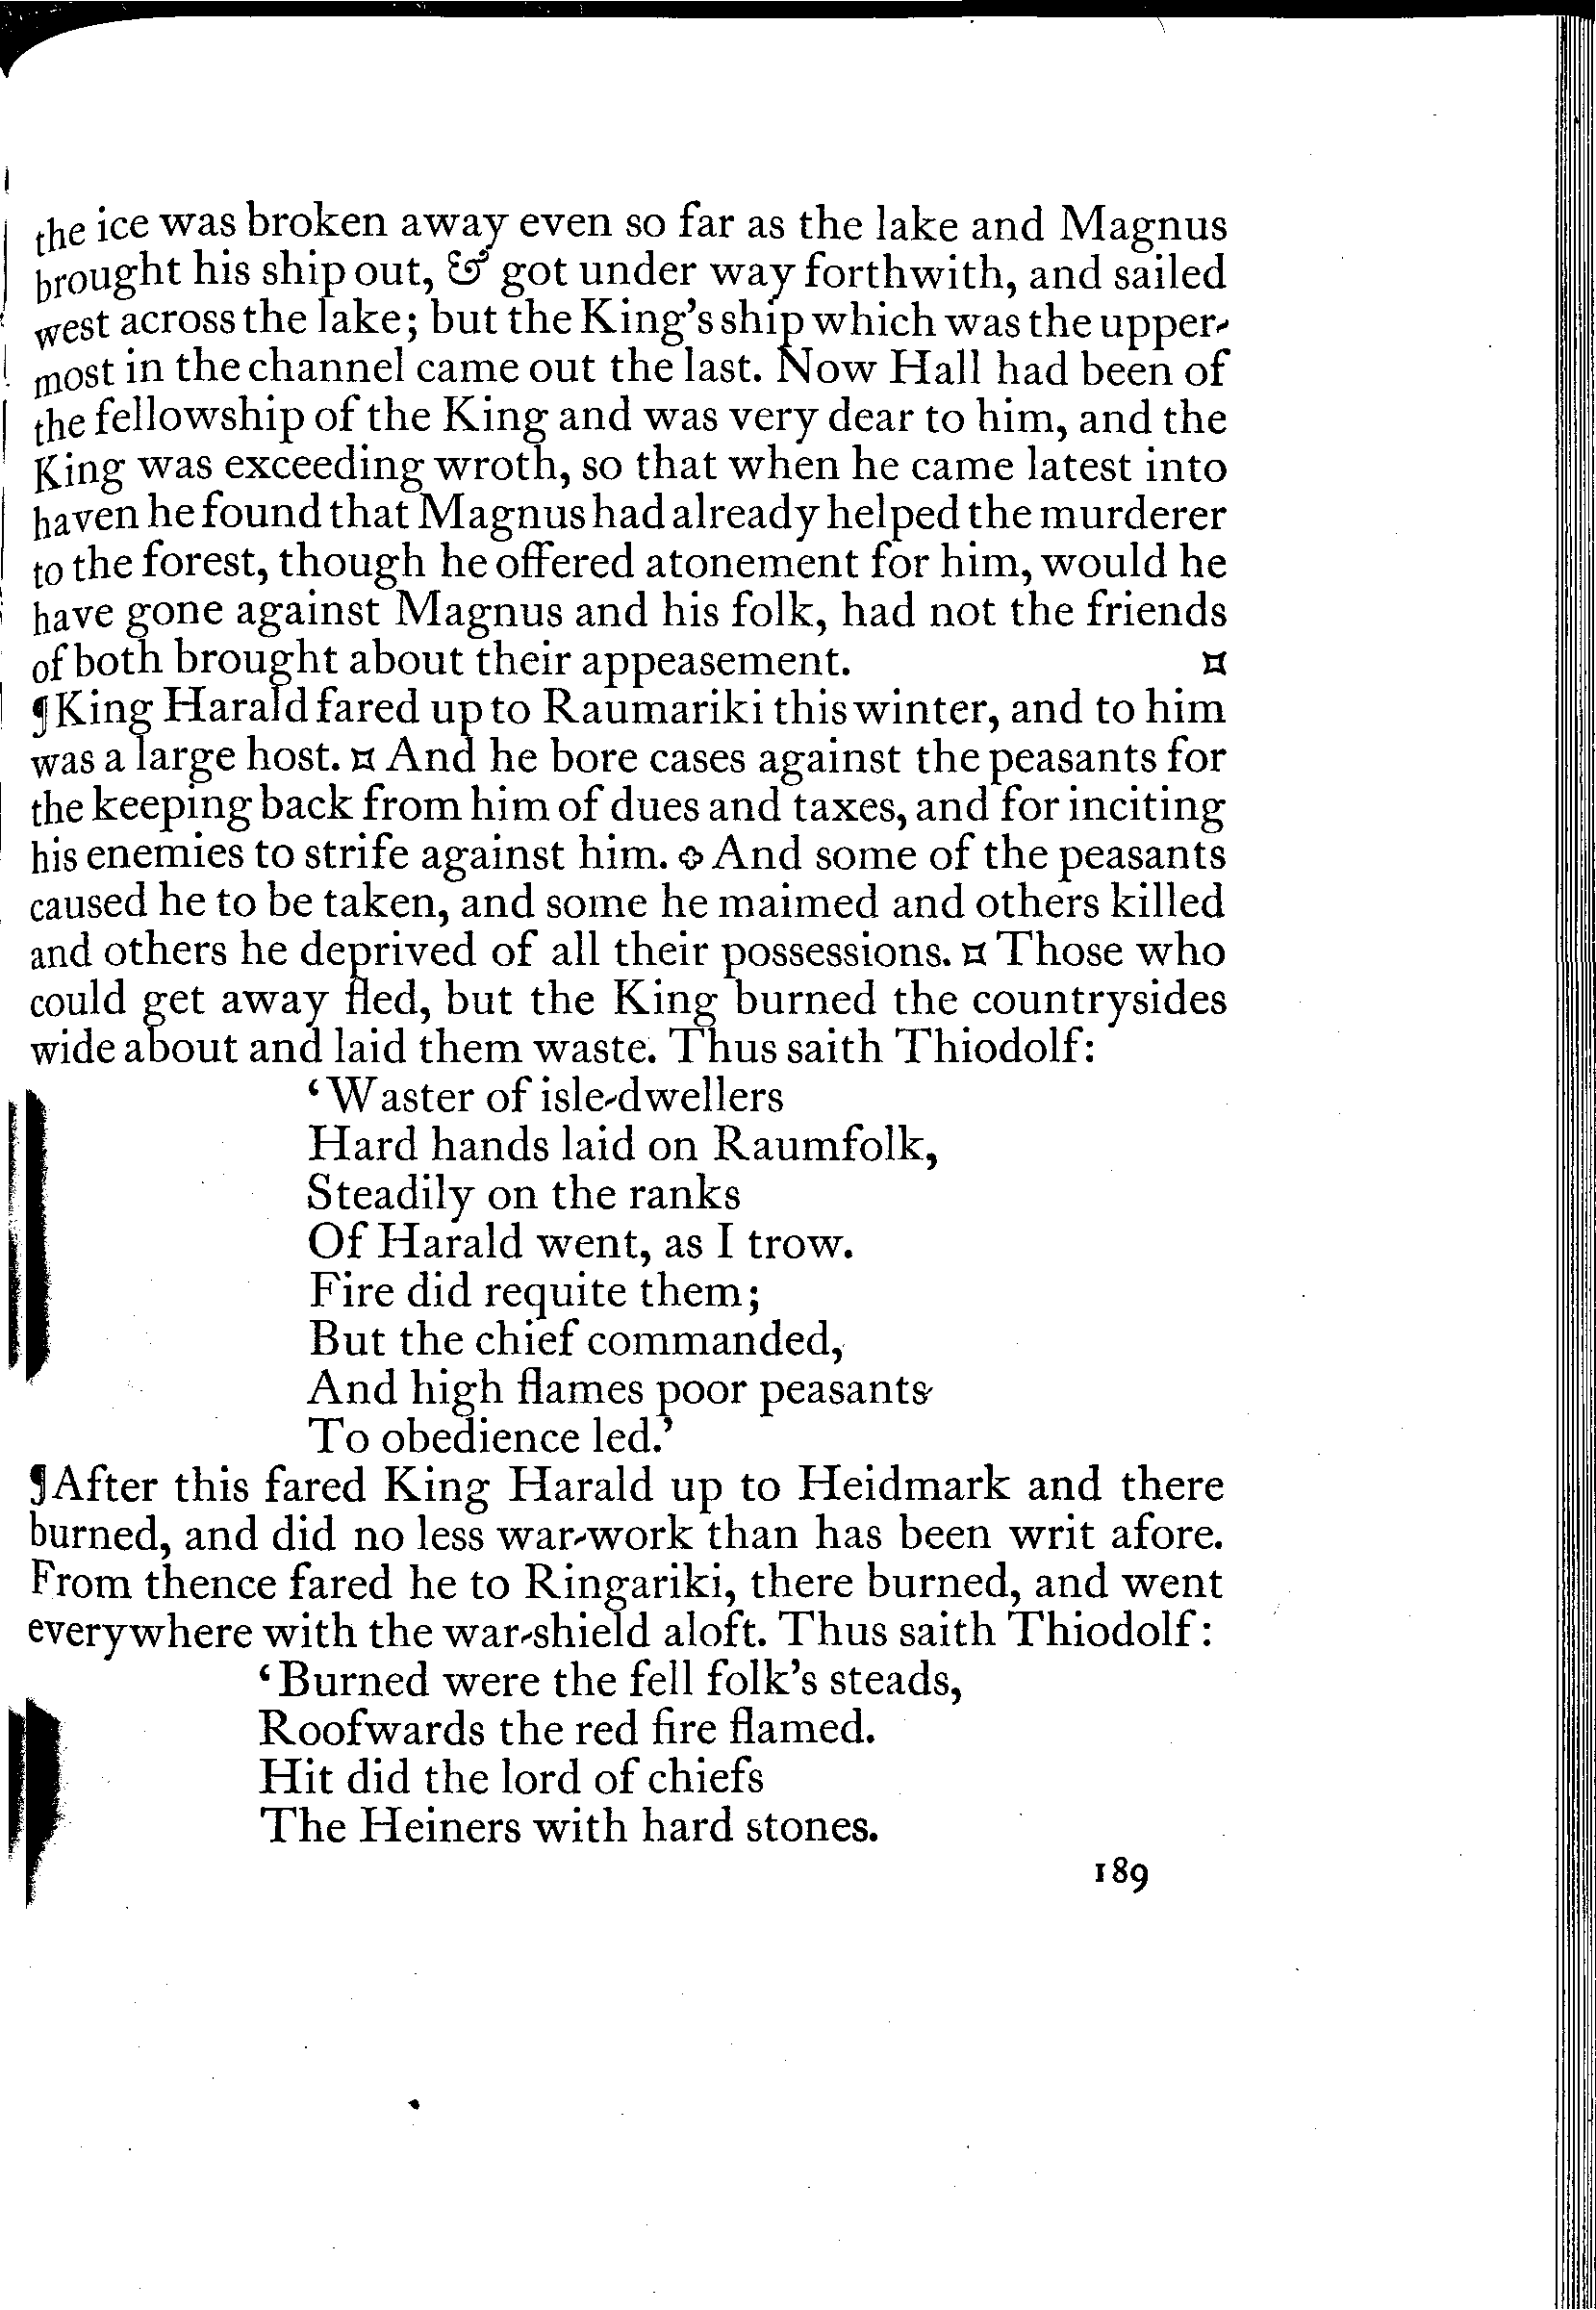 the ice was broken away even so far as the lake and Magnus
brought his ship out, & got under way forthwith, and sailed
west across the lake; but the King's ship which was the upper-
most in the channel came out the last. Now Hall had been of
the fellowship of the King and was very dear to him, and the
King was exceeding wroth, so that when he came latest into
haven he found that Magnus had already helped the murderer
to the forest, though he offered atonement for him, would he
have gone against Magnus and his folk, had not the friends
of both brought about their appeasement. ¤
¶ King Harald fared up to Raumariki this winter, and to him
was a large host. ¤ And he bore cases against the peasants for
the keeping back from him of dues and taxes, and for inciting
his enemies to strife against him. ✥ And some of the peasants
caused he to be taken, and some he maimed and others killed
and others he deprived of all their possessions. ¤ Those who
could get away fled, but the King burned the countrysides
wide about and laid them waste. Thus saith Thiodolf:
‘Waster of isle-dwellers
Hard hands laid on Raumfolk,
Steadily on the ranks
Of Harald went, as I trow.
Fire did requite them;
But the chief commanded,
And high flames poor peasants
To obedience led.’
¶ After this fared King Harald up to Heidmark and there
burned, and did no less war-work than has been writ afore.
From thence fared he to Ringariki, there burned, and went
everywhere with the war-shield aloft. Thus saith Thiodolf:
‘Burned were the fell folk's steads,
Roofwards the red fire flamed.
Hit did the lord of chiefs
The Heiners with hard stones.
189